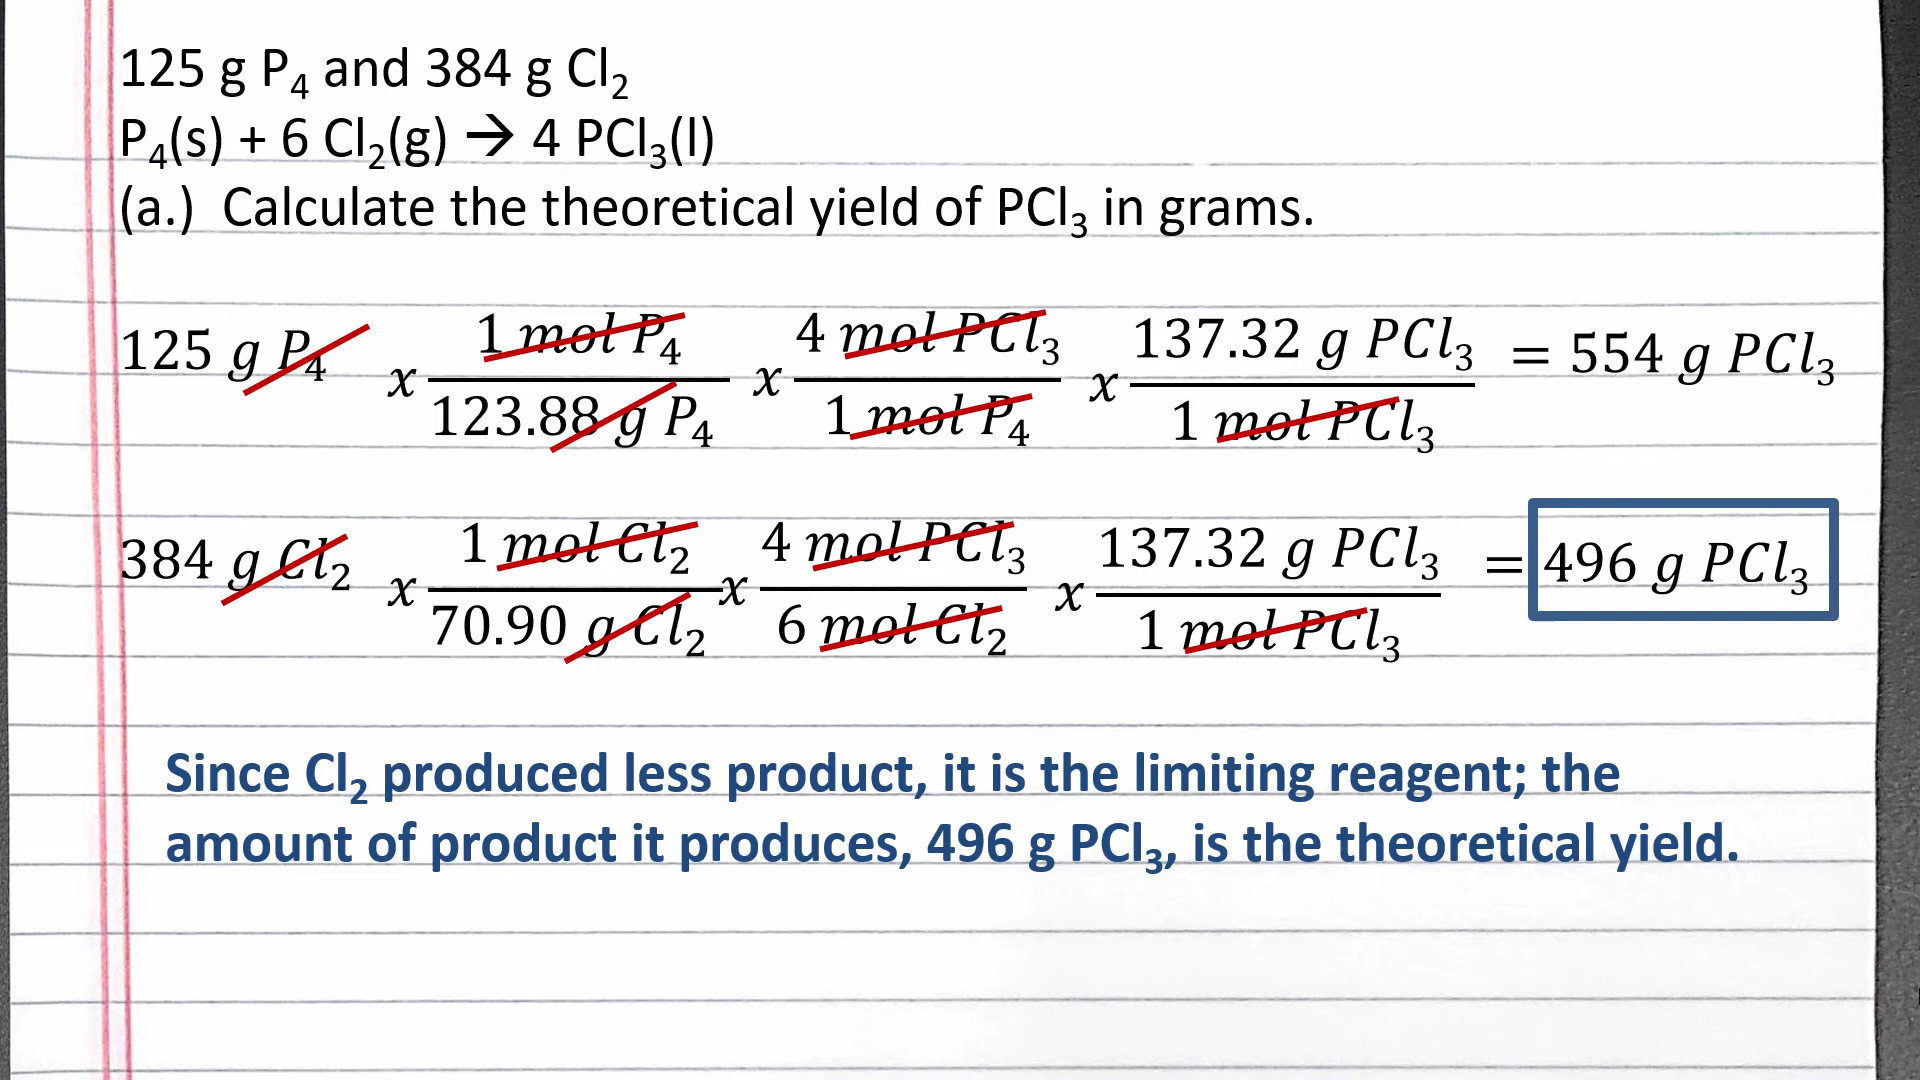 125 g P₄ and 384 g Cl₂
P₄(s) + 6 Cl₂(g) → 4 PCl₃(l)
(a.) Calculate the theoretical yield of PCl₃ in grams.
125 g P₄ x 1 mol P₄ / 123.88 g P₄ x 4 mol PCl₃ / 1 mol P₄ x 137.32 g PCl₃ / 1 mol PCl₃ = 554 g PCl₃
384 g Cl₂ x 1 mol Cl₂ / 70.90 g Cl₂ x 4 mol PCl₃ / 6 mol Cl₂ x 137.32 g PCl₃ / 1 mol PCl₃ = 496 g PCl₃
Since Cl₂ produced less product, it is the limiting reagent; the
amount of product it produces, 496 g PCl₃, is the theoretical yield.